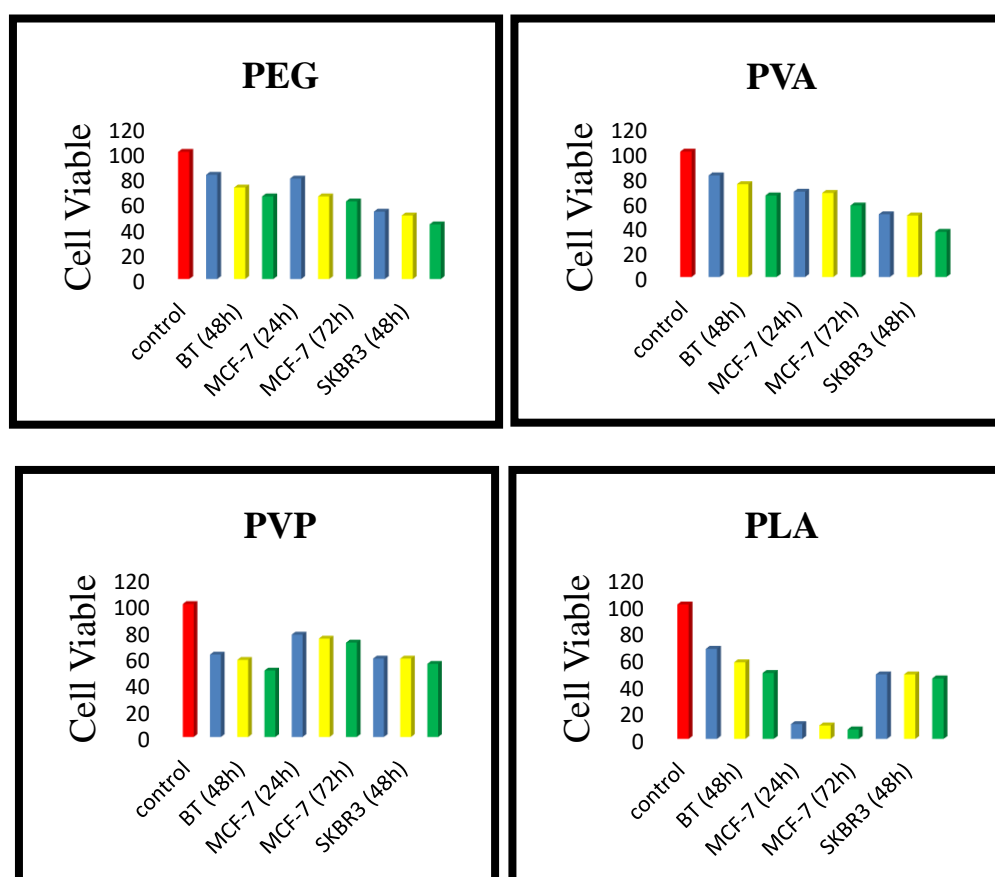 PEG
Cell Viable
120
100
80
60
40
20
0
control
BT (48h)
MCF-7 (24h)
MCF-7 (72h)
SKBR3 (48h)
PVA
Cell Viable
120
100
80
60
40
20
0
control
BT (48h)
MCF-7 (24h)
MCF-7 (72h)
SKBR3 (48h)
PVP
Cell Viable
120
100
80
60
40
20
0
control
BT (48h)
MCF-7 (24h)
MCF-7 (72h)
SKBR3 (48h)
PLA
Cell Viable
120
100
80
60
40
20
0
control
BT (48h)
MCF-7 (24h)
MCF-7 (72h)
SKBR3 (48h)